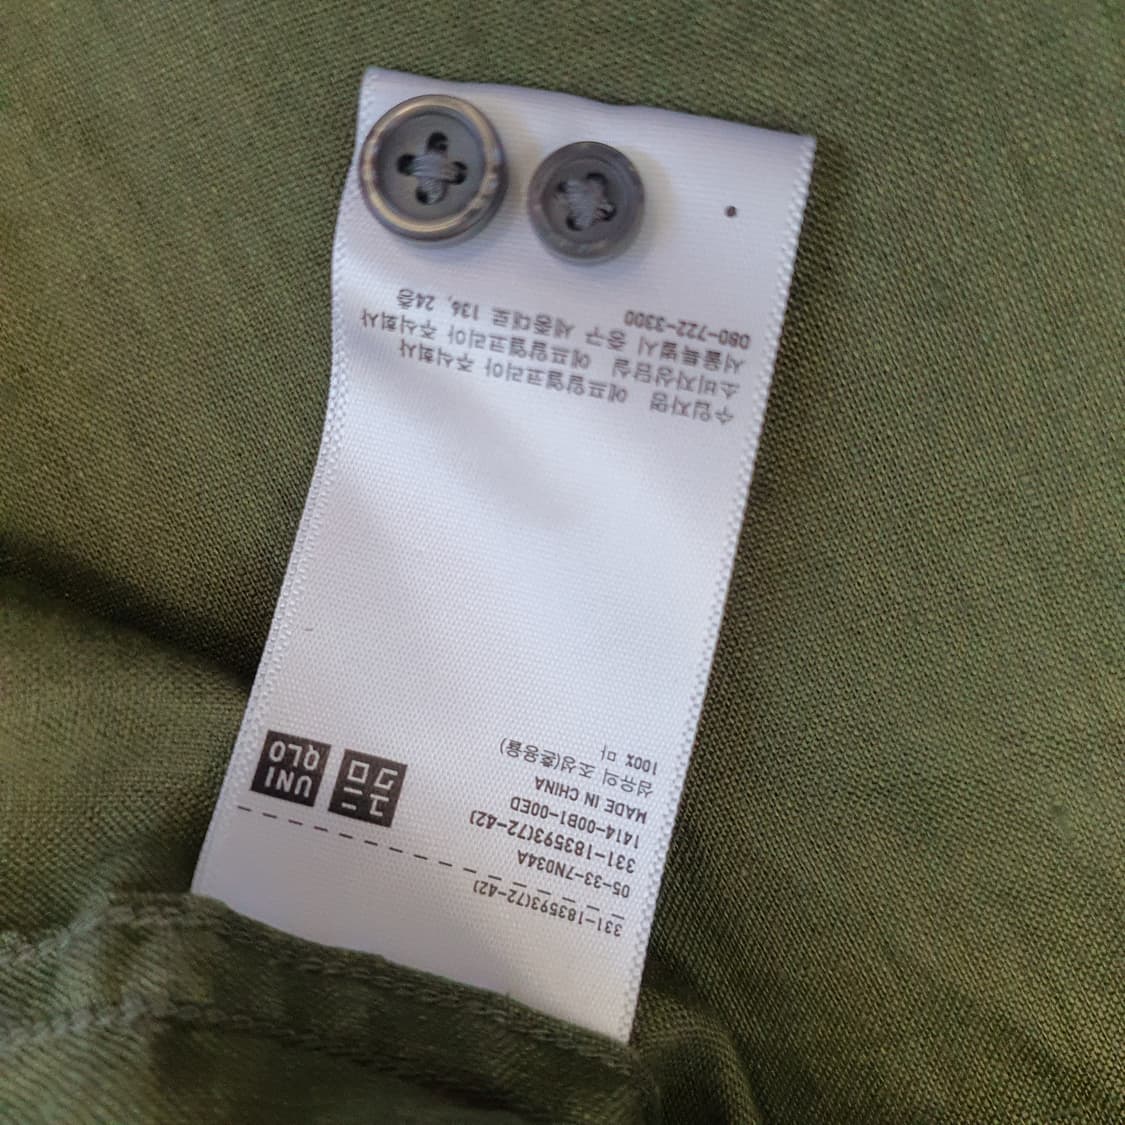 331-183593(72-42)
05-33-7N034A
331-183593(72-42)
1414-00B1-00ED
MADE IN CHINA
섬유의 조성(혼용율)
100% 마
ユニ
クロ
UNI
QLO
수입자명 에프알엘코리아 주식회사
소비자상담실 에프알엘코리아 주식회사
서울특별시 중구 세종대로 136, 24층
080-722-3300